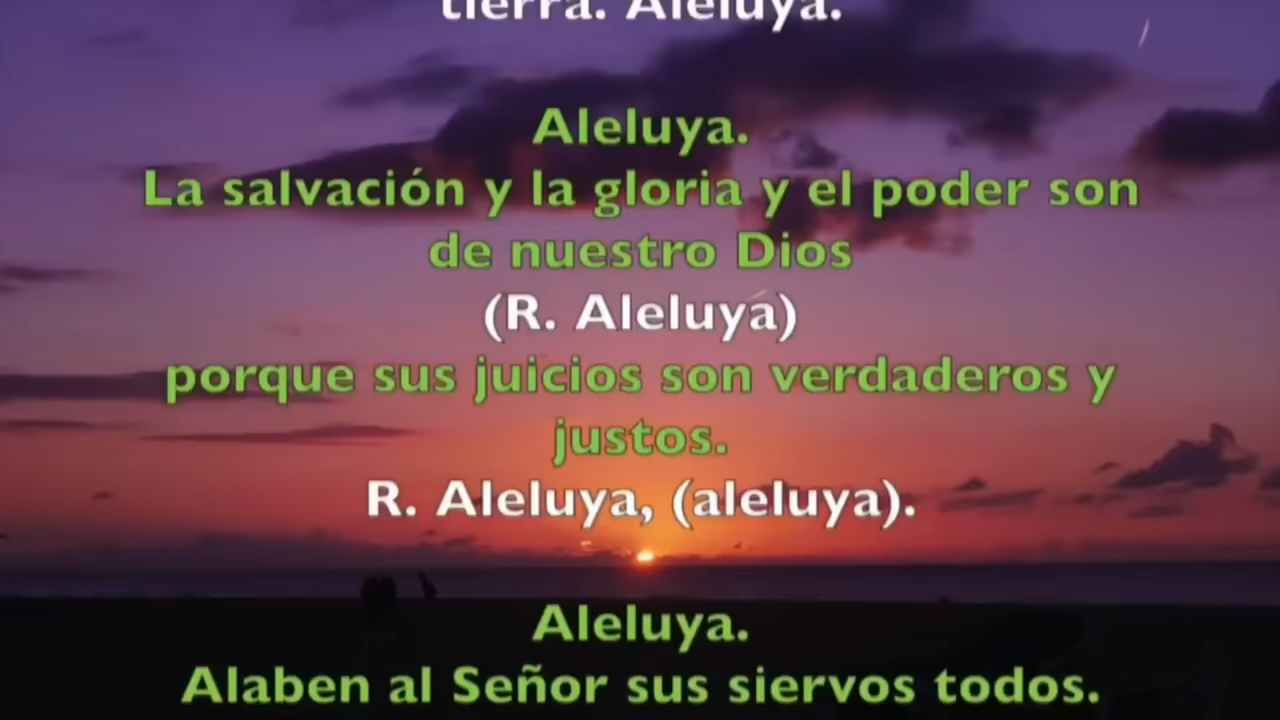 tierra. Aleluya.
Aleluya.
La salvación y la gloria y el poder son
de nuestro Dios
(R. Aleluya)
porque sus juicios son verdaderos y
justos.
R. Aleluya, (aleluya).
Aleluya.
Alaben al Señor sus siervos todos.